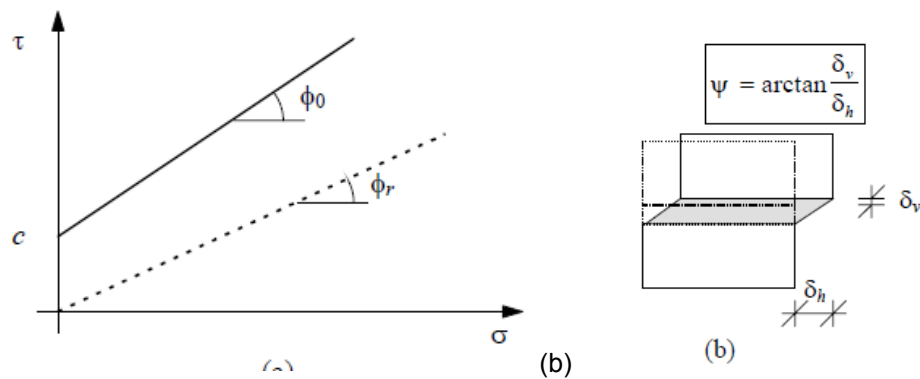 τ
ϕ₀
ϕᵣ
c
σ
(b)
ψ = arctan δᵥ/δₕ
δᵥ
δₕ
(b)